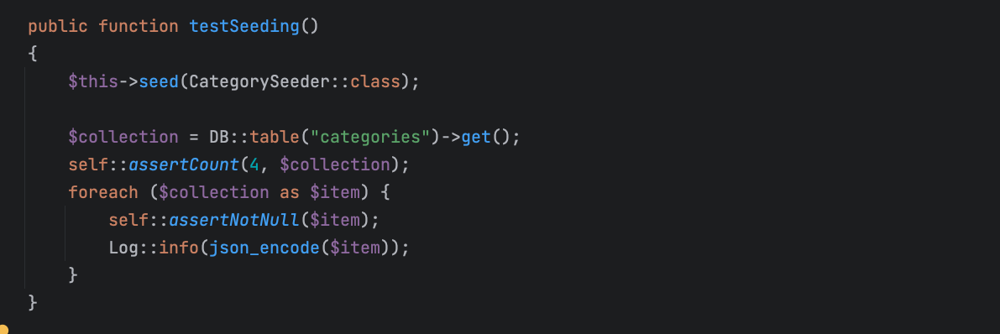 public function testSeeding()
{
    $this->seed(CategorySeeder::class);

    $collection = DB::table("categories")->get();
    self::assertCount(4, $collection);
    foreach ($collection as $item) {
        self::assertNotNull($item);
        Log::info(json_encode($item));
    }
}